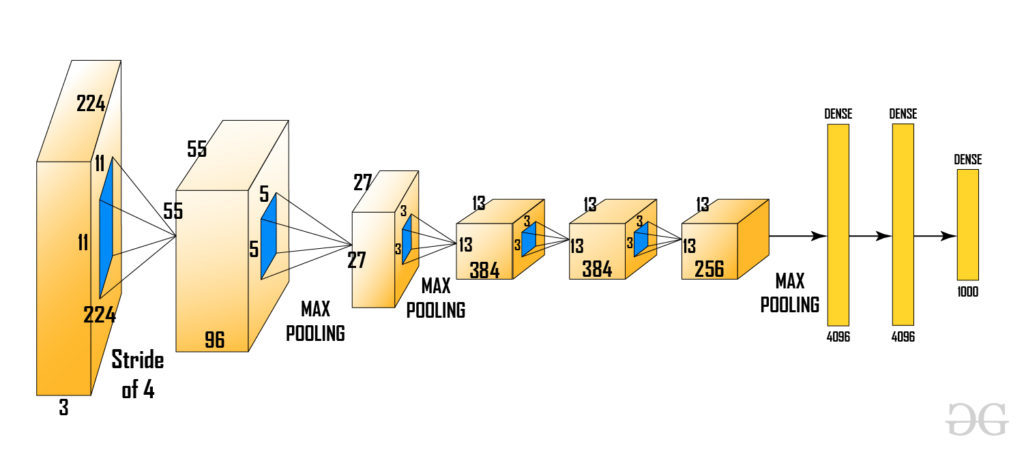 224
11
11
224
Stride
of 4
3
55
55
5
5
96
MAX
POOLING
27
27
3
3
MAX
POOLING
13
13
384
3
3
13
13
384
3
3
13
13
256
MAX
POOLING
DENSE
4096
DENSE
4096
DENSE
1000